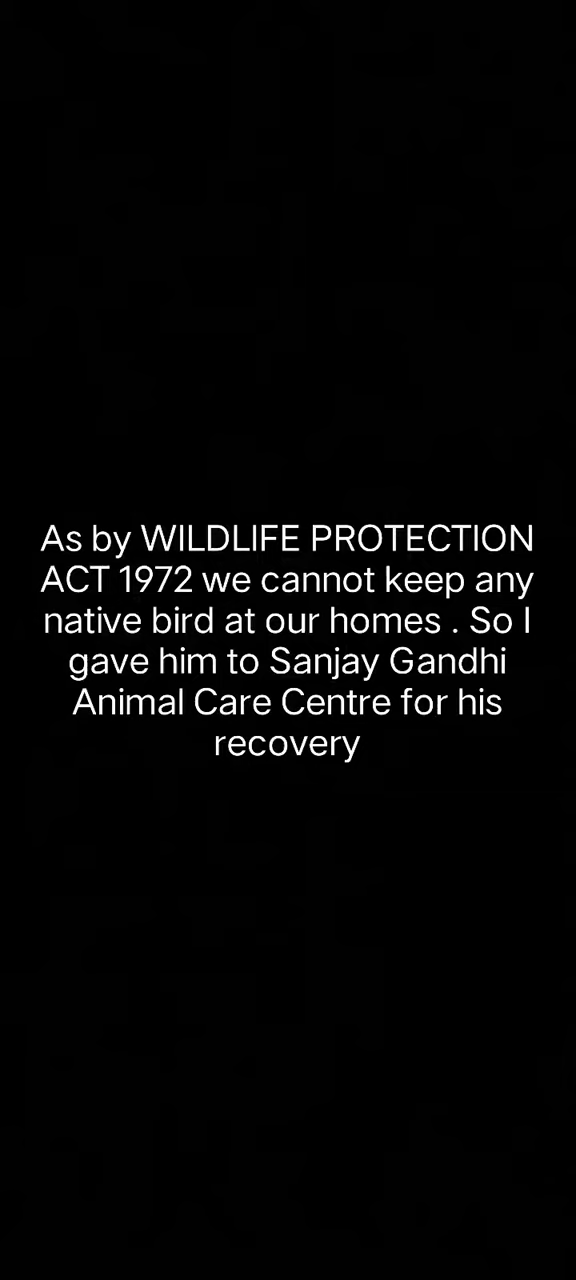 As by WILDLIFE PROTECTION
ACT 1972 we cannot keep any
native bird at our homes . So I
gave him to Sanjay Gandhi
Animal Care Centre for his
recovery